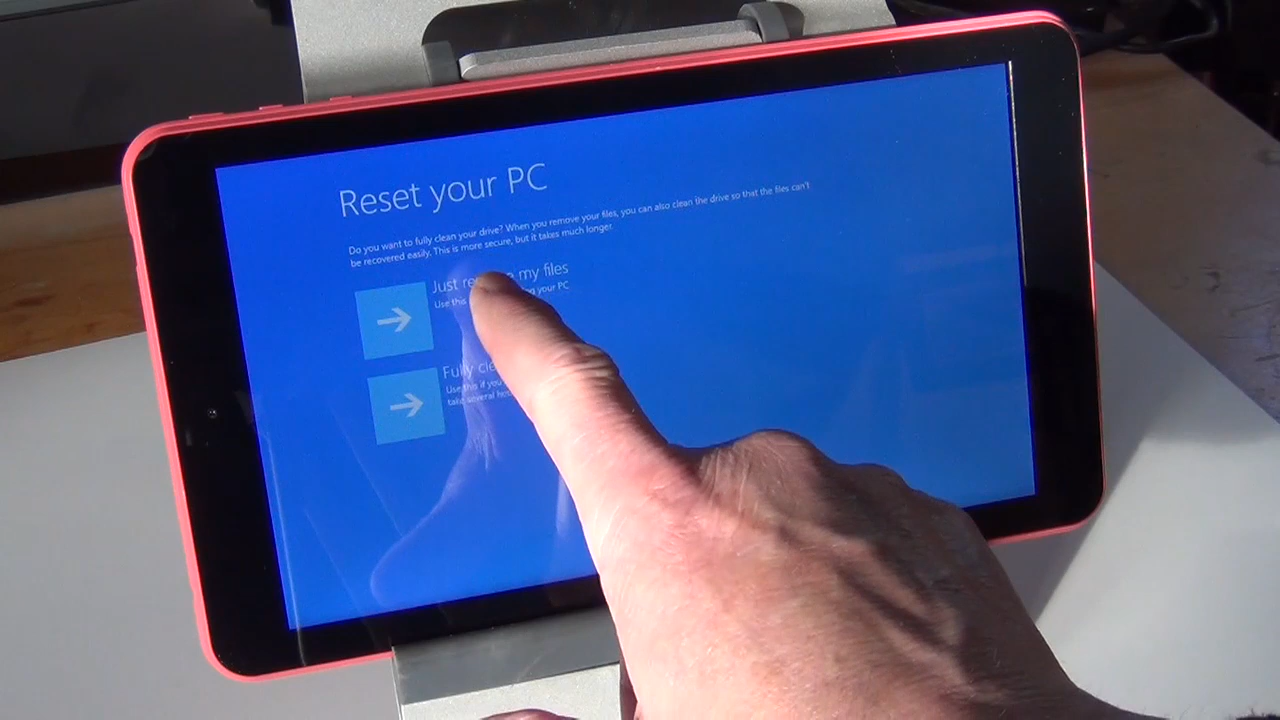 Reset your PC
Do you want to fully clean your drive? When you remove your files, you can also clean the drive so that the files can't
be recovered easily. This is more secure, but it takes much longer.
Just my files
Use this your PC
Fully
Use this if you
take several